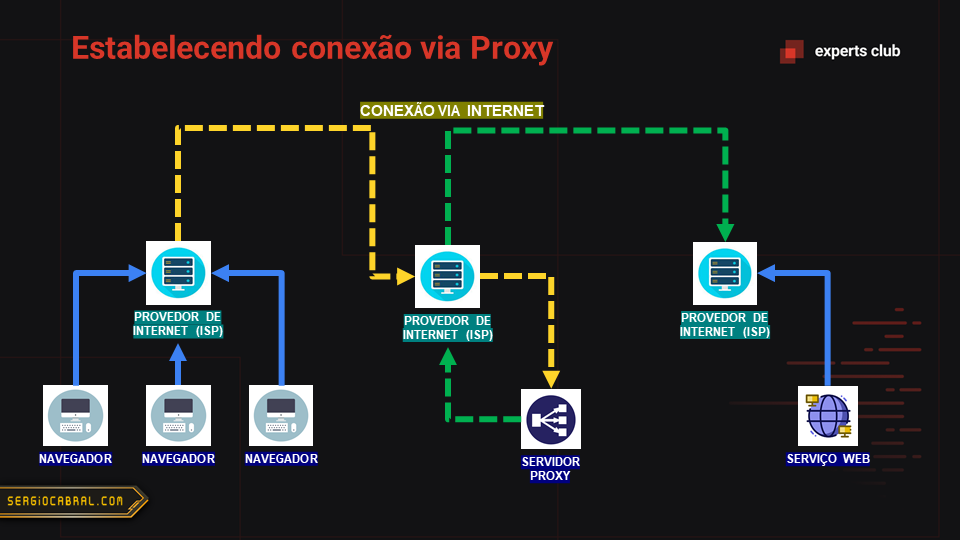 Estabelecendo conexão via Proxy
experts club
CONEXÃO VIA INTERNET
PROVEDOR DE
INTERNET (ISP)
PROVEDOR DE
INTERNET (ISP)
PROVEDOR DE
INTERNET (ISP)
NAVEGADOR
NAVEGADOR
NAVEGADOR
SERVIDOR
PROXY
SERVIÇO WEB
SERGIOCABRAL.COM